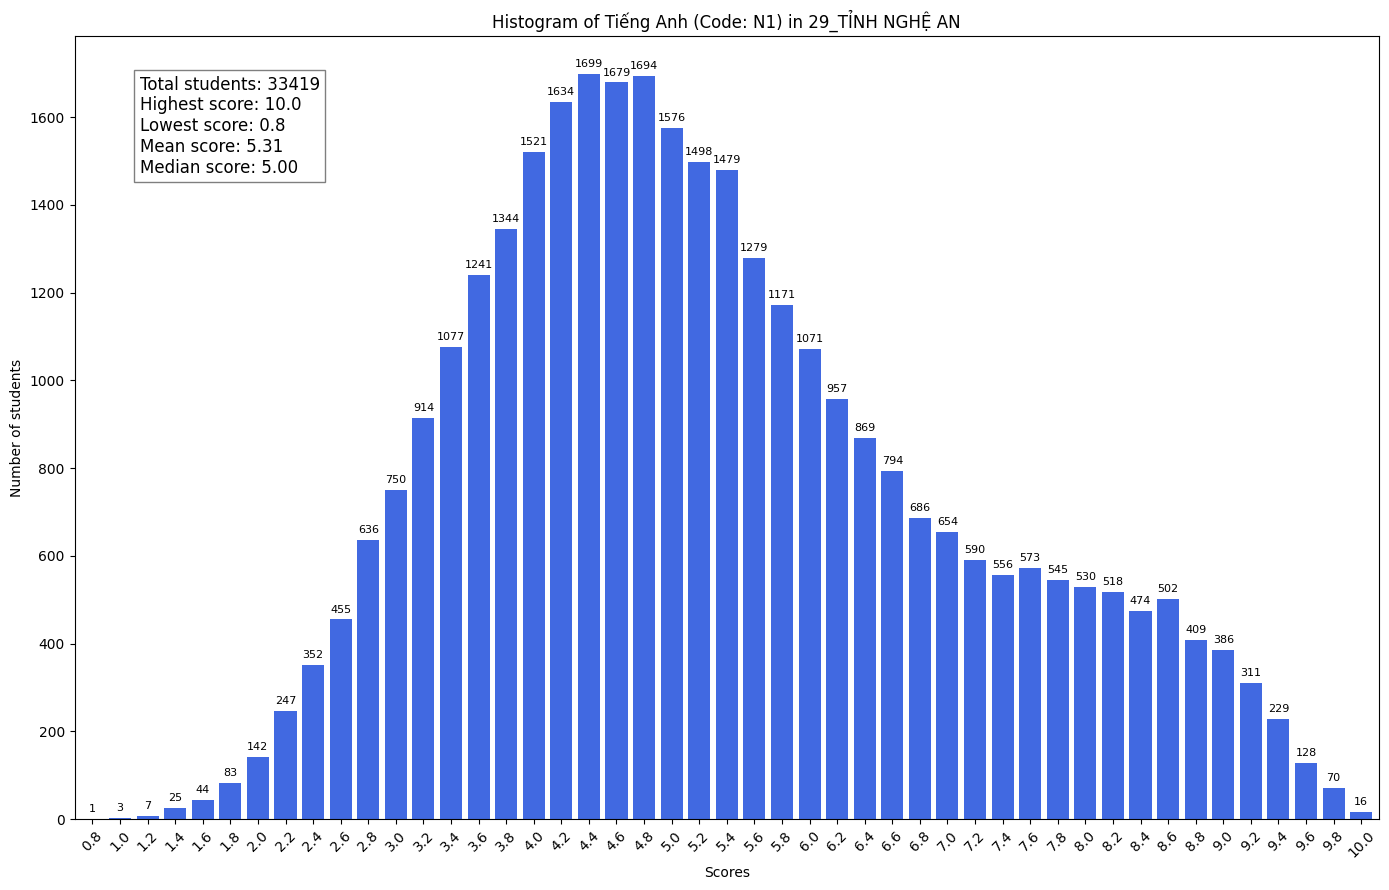 Histogram of Tiếng Anh (Code: N1) in 29_TỈNH NGHỆ AN
Total students: 33419
Highest score: 10.0
Lowest score: 0.8
Mean score: 5.31
Median score: 5.00
Number of students
1600
1400
1200
1000
800
600
400
200
0
1 3 7 25 44 83 142 247 352 455 636 750 914 1077 1241 1344 1521 1634 1699 1679 1694 1576 1498 1479 1279 1171 1071 957 869 794 686 654 590 556 573 545 530 518 474 502 409 386 311 229 128 70 16
0.8 1.0 1.2 1.4 1.6 1.8 2.0 2.2 2.4 2.6 2.8 3.0 3.2 3.4 3.6 3.8 4.0 4.2 4.4 4.6 4.8 5.0 5.2 5.4 5.6 5.8 6.0 6.2 6.4 6.6 6.8 7.0 7.2 7.4 7.6 7.8 8.0 8.2 8.4 8.6 8.8 9.0 9.2 9.4 9.6 9.8 10.0
Scores